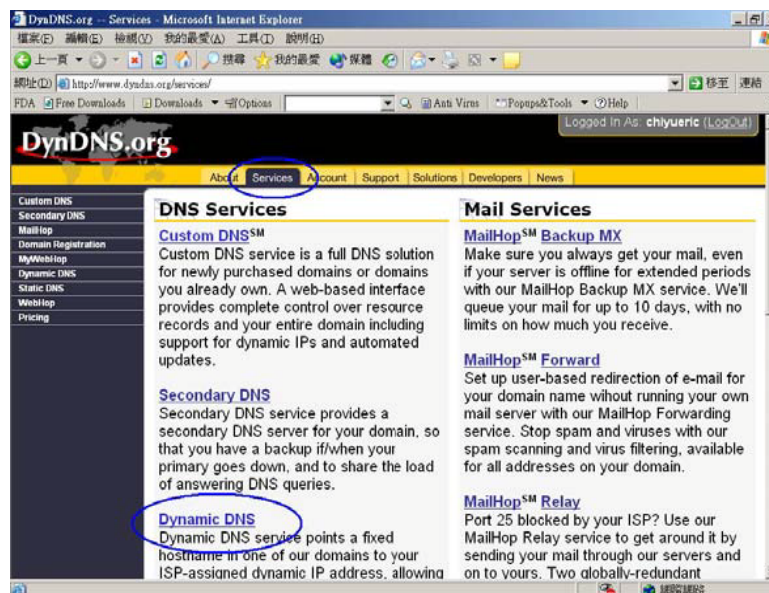 DynDNS.org -- Services - Microsoft Internet Explorer
檔案(F) 編輯(E) 檢視(V) 我的最愛(A) 工具(T) 說明(H)
上一頁 搜尋 我的最愛 媒體
網址(D) http://www.dyndns.org/services/ 移至 連結
FDA Free Downloads Downloads Options Anti Virus Popups&Tools Help
Logged In As: chiyueric (LogOut)
DynDNS.org
About Services Account Support Solutions Developers News
Custom DNS
Secondary DNS
MailHop
Domain Registration
MyWebHop
Dynamic DNS
Static DNS
WebHop
Pricing
DNS Services
Custom DNS℠
Custom DNS service is a full DNS solution
for newly purchased domains or domains
you already own. A web-based interface
provides complete control over resource
records and your entire domain including
support for dynamic IPs and automated
updates.
Secondary DNS
Secondary DNS service provides a
secondary DNS server for your domain, so
that you have a backup if/when your
primary goes down, and to share the load
of answering DNS queries.
Dynamic DNS
Dynamic DNS service points a fixed
hostname in one of our domains to your
ISP-assigned dynamic IP address, allowing
Mail Services
MailHop℠ Backup MX
Make sure you always get your mail, even
if your server is offline for extended periods
with our MailHop Backup MX service. We'll
queue your mail for up to 10 days, with no
limits on how much you receive.
MailHop℠ Forward
Set up user-based redirection of e-mail for
your domain name wihout running your own
mail server with our MailHop Forwarding
service. Stop spam and viruses with our
spam scanning and virus filtering, available
for all addresses on your domain.
MailHop℠ Relay
Port 25 blocked by your ISP? Use our
MailHop Relay service to get around it by
sending your mail through our servers and
on to yours. Two globally-redundant
網際網路